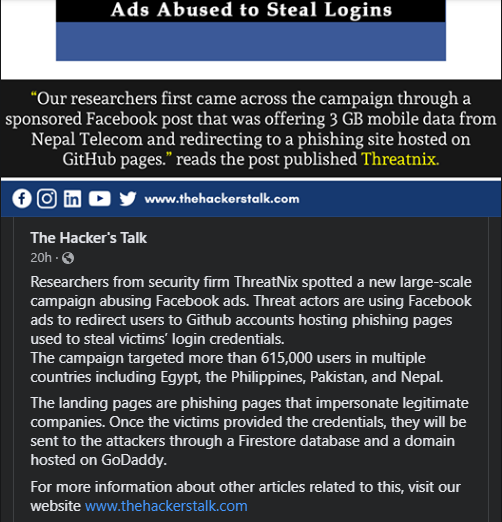 Ads Abused to Steal Logins
“Our researchers first came across the campaign through a
sponsored Facebook post that was offering 3 GB mobile data from
Nepal Telecom and redirecting to a phishing site hosted on
GitHub pages.” reads the post published Threatnix.
www.thehackerstalk.com
The Hacker's Talk
20h ·
Researchers from security firm ThreatNix spotted a new large-scale
campaign abusing Facebook ads. Threat actors are using Facebook
ads to redirect users to Github accounts hosting phishing pages
used to steal victims’ login credentials.
The campaign targeted more than 615,000 users in multiple
countries including Egypt, the Philippines, Pakistan, and Nepal.
The landing pages are phishing pages that impersonate legitimate
companies. Once the victims provided the credentials, they will be
sent to the attackers through a Firestore database and a domain
hosted on GoDaddy.
For more information about other articles related to this, visit our
website www.thehackerstalk.com